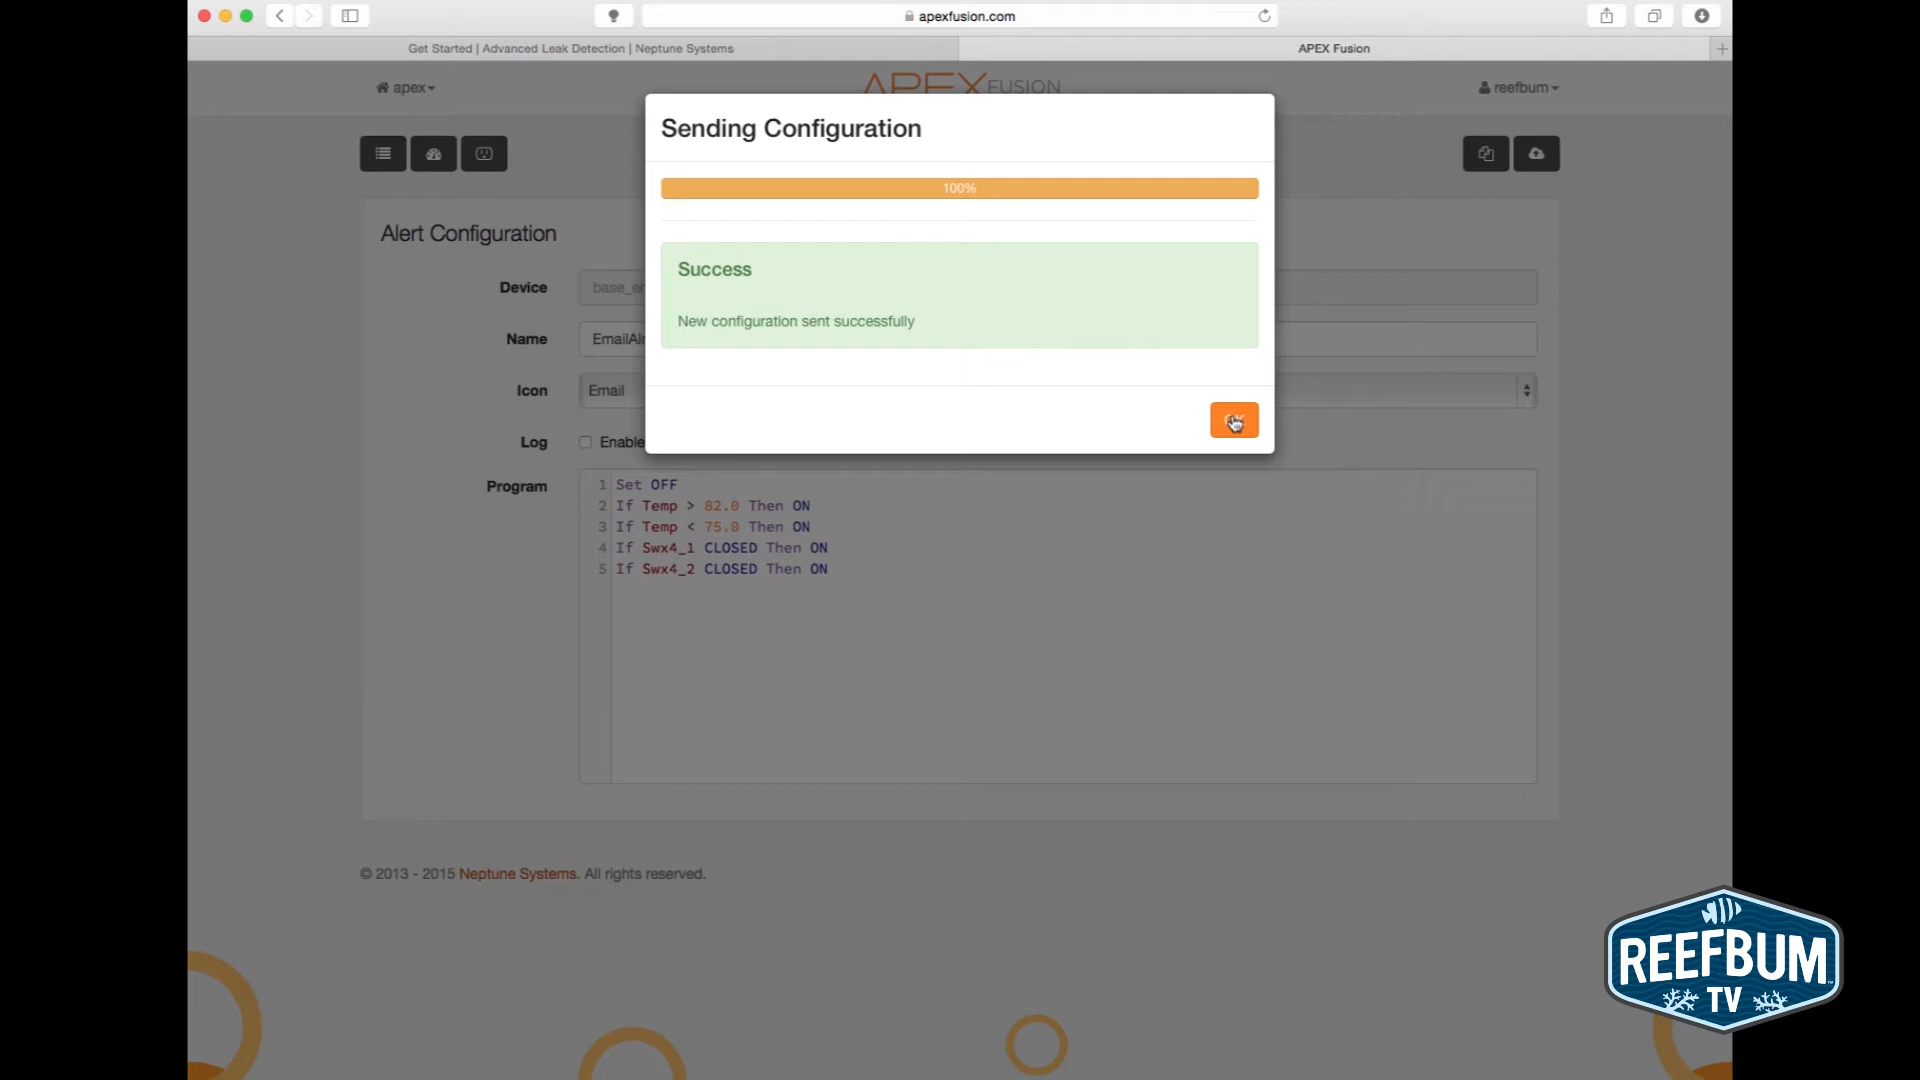 apexfusion.com
Get Started | Advanced Leak Detection | Neptune Systems
APEX Fusion
apex
APEX FUSION
reefbum
Sending Configuration
100%
Success
New configuration sent successfully
Alert Configuration
Device
Name
Icon Email
Log Enable
Program
1 Set OFF
2 If Temp > 82.0 Then ON
3 If Temp < 75.0 Then ON
4 If Swx4_1 CLOSED Then ON
5 If Swx4_2 CLOSED Then ON
© 2013 - 2015 Neptune Systems. All rights reserved.
REEFBUM
TV